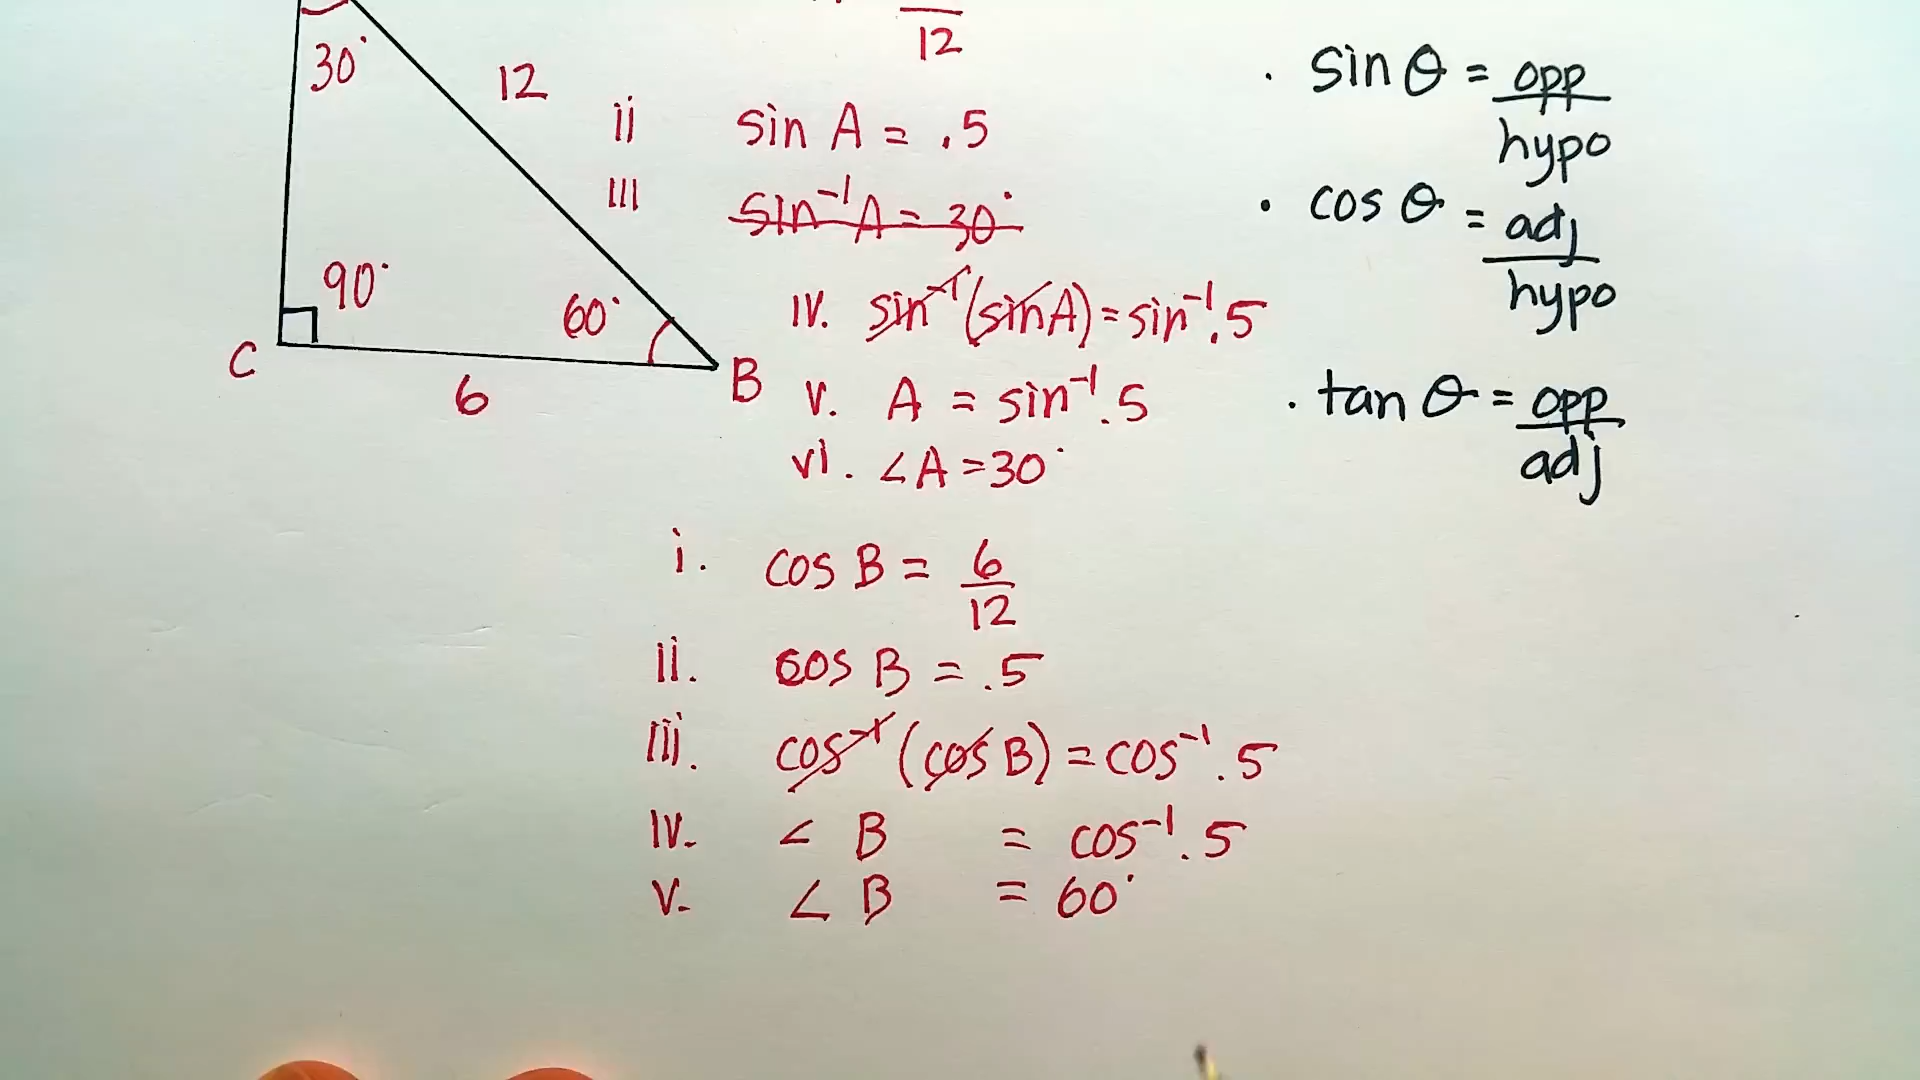 30°
12
90°
60°
C
6
B
12
ii sin A = .5
III sin⁻¹A = 30°
IV. sin⁻¹(sinA) = sin⁻¹.5
V. A = sin⁻¹.5
vi. ∠A = 30°
i. cos B = 6/12
ii. cos B = .5
iii. cos⁻¹(cos B) = cos⁻¹.5
IV. ∠ B = cos⁻¹.5
V. ∠ B = 60°
· sin θ = opp/hypo
· cos θ = adj/hypo
· tan θ = opp/adj